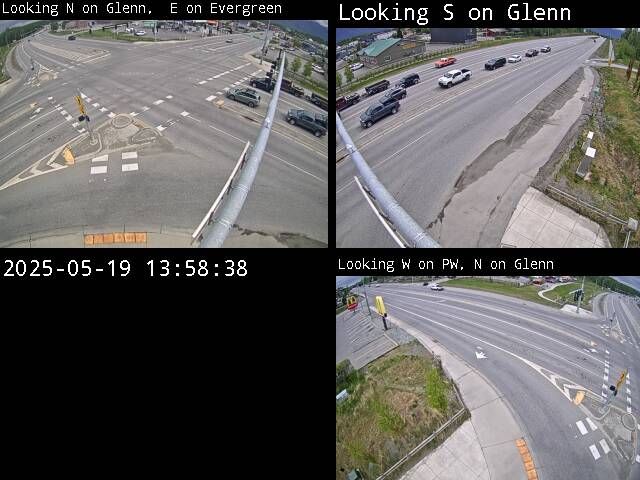 Looking N on Glenn,  E on Evergreen
Looking S on Glenn
2025-05-19 13:58:38
Looking W on PW, N on Glenn